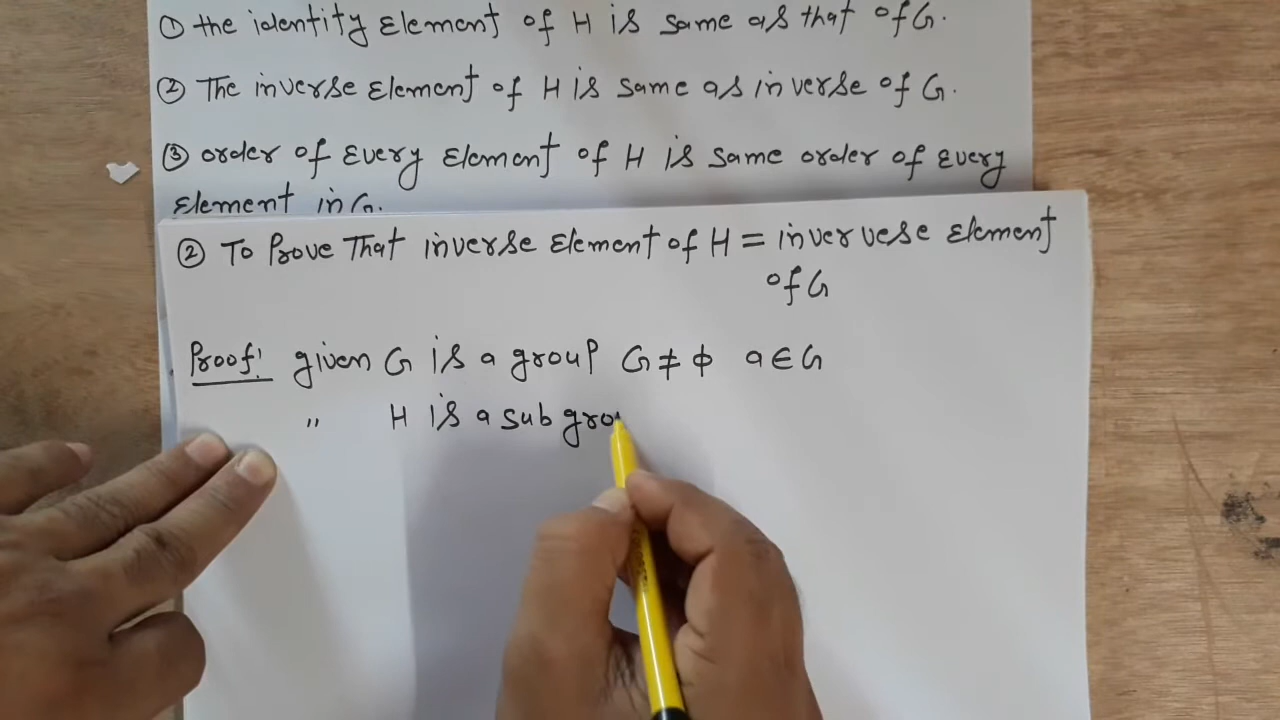 ① the identity Element of H is same as that of G.
② The inverse Element of H is same as inverse of G.
③ order of Every Element of H is same order of Every
Element in G.
② To Prove That inverse Element of H = inver vese Element
of G
Proof! given G is a group G ≠ ϕ a ∈ G
" H is a sub gro